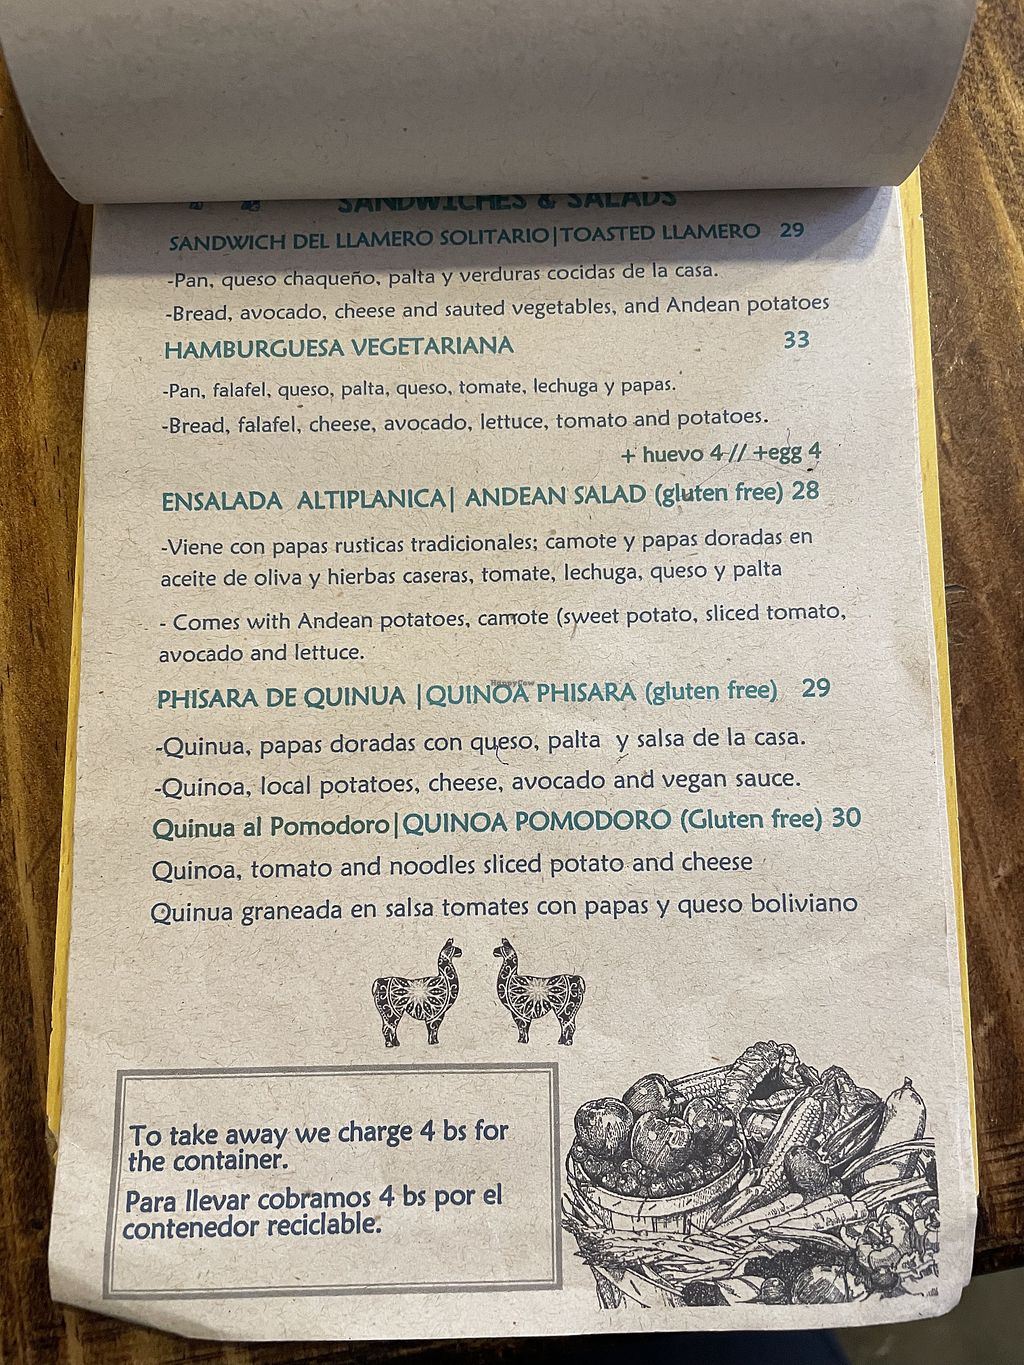 SANDWICHES & SALADS
SANDWICH DEL LLAMERO SOLITARIO|TOASTED LLAMERO 29
-Pan, queso chaqueño, palta y verduras cocidas de la casa.
-Bread, avocado, cheese and sauted vegetables, and Andean potatoes
HAMBURGUESA VEGETARIANA 33
-Pan, falafel, queso, palta, queso, tomate, lechuga y papas.
-Bread, falafel, cheese, avocado, lettuce, tomato and potatoes.
+ huevo 4 // +egg 4
ENSALADA ALTIPLANICA| ANDEAN SALAD (gluten free) 28
-Viene con papas rusticas tradicionales; camote y papas doradas en
aceite de oliva y hierbas caseras, tomate, lechuga, queso y palta
- Comes with Andean potatoes, camote (sweet potato, sliced tomato,
avocado and lettuce.
HappyCow
PHISARA DE QUINUA |QUINOA PHISARA (gluten free) 29
-Quinua, papas doradas con queso, palta y salsa de la casa.
-Quinoa, local potatoes, cheese, avocado and vegan sauce.
Quinua al Pomodoro|QUINOA POMODORO (Gluten free) 30
Quinoa, tomato and noodles sliced potato and cheese
Quinua graneada en salsa tomates con papas y queso boliviano
To take away we charge 4 bs for
the container.
Para llevar cobramos 4 bs por el
contenedor reciclable.